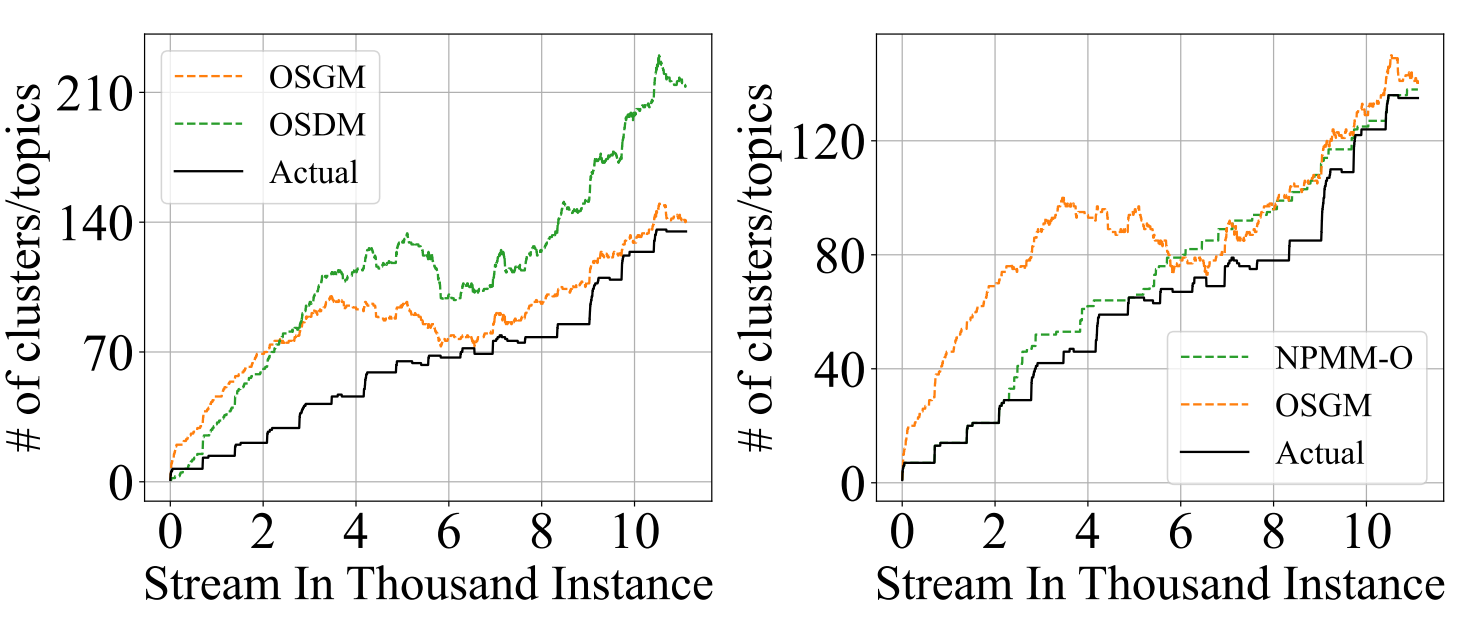 # of clusters/topics
210
140
70
0
OSGM
OSDM
Actual
0 2 4 6 8 10
Stream In Thousand Instance
# of clusters/topics
120
80
40
0
NPMM-O
OSGM
Actual
0 2 4 6 8 10
Stream In Thousand Instance